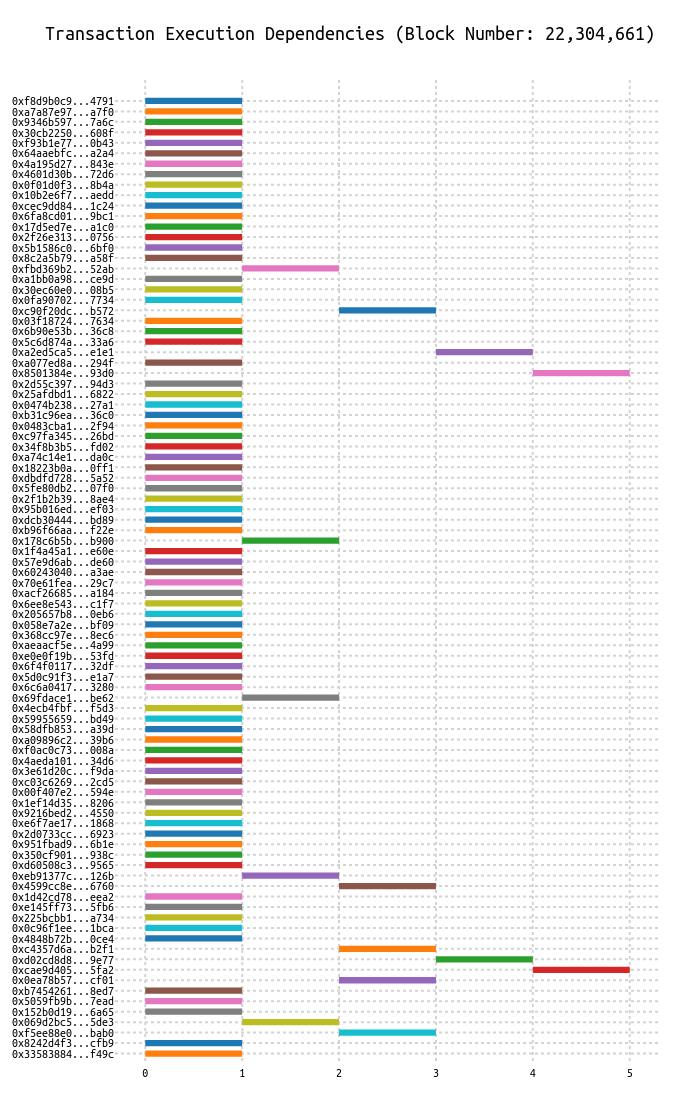 Transaction Execution Dependencies (Block Number: 22,304,661)
0xf8d9b0c9...4791
0xa7a87e97...a7f0
0x9346b597...7a6c
0x30cb2250...608f
0xf93b1e77...0b43
0x64aaebfc...a2a4
0x4a195d27...843e
0x4601d30b...72d6
0x0f01d0f3...8b4a
0x10b2e6f7...aedd
0xcec9dd84...1c24
0x6fa8cd01...9bc1
0x17d5ed7e...a1c0
0x2f26e313...0756
0x5b1586c0...6bf0
0x8c2a5b79...a58f
0xfbd369b2...52ab
0xa1bb0a98...ce9d
0x30ec60e0...08b5
0x0fa90702...7734
0xc90f20dc...b572
0x03f18724...7634
0x6b90e53b...36c8
0x5c6d874a...33a6
0xa2ed5ca5...e1e1
0xa077ed8a...294f
0x8501384e...93d0
0x2d55c397...94d3
0x25afdbd1...6822
0x0474b238...27a1
0xb31c96ea...36c0
0x0483cba1...2f94
0xc97fa345...26bd
0x34f8b3b5...fd02
0xa74c14e1...da0c
0x18223b0a...0ff1
0xdbdfd728...5a52
0x5fe80db2...07f0
0x2f1b2b39...8ae4
0x95b016ed...ef03
0xdcb30444...bd89
0xb96f66aa...f22e
0x178c6b5b...b900
0x1f4a45a1...e60e
0x57e9d6ab...de60
0x60243040...a3ae
0x70e61fea...29c7
0xacf26685...a184
0x6ee8e543...c1f7
0x205657b8...0eb6
0x058e7a2e...bf09
0x368cc97e...8ec6
0xaeaacf5e...4a99
0xe0e0f19b...53fd
0x6f4f0117...32df
0x5d0c91f3...e1a7
0x6c6a0417...3280
0x69fdace1...be62
0x4ecb4fbf...f5d3
0x59955659...bd49
0x58dfb853...a39d
0xa09896c2...39b6
0xf0ac0c73...008a
0x4aeda101...34d6
0x3e61d20c...f9da
0xc03c6269...2cd5
0x00f407e2...594e
0x1ef14d35...8206
0x9216bed2...4550
0xe6f7ae17...1868
0x2d0733cc...6923
0x951fbad9...6b1e
0x350cf901...938c
0xd60508c3...9565
0xeb91377c...126b
0x4599cc8e...6760
0x1d42cd78...eea2
0xe145ff73...5fb6
0x225bcbb1...a734
0x0c96f1ee...1bca
0x4848b72b...0ce4
0xc4357d6a...b2f1
0xd02cd8d8...9e77
0xcae9d405...5fa2
0x0ea78b57...cf01
0xb7454261...8ed7
0x5059fb9b...7ead
0x152b0d19...6a65
0x069d2bc5...5de3
0xf5ee88e0...bab0
0x8242d4f3...cfb9
0x33583884...f49c
0 1 2 3 4 5